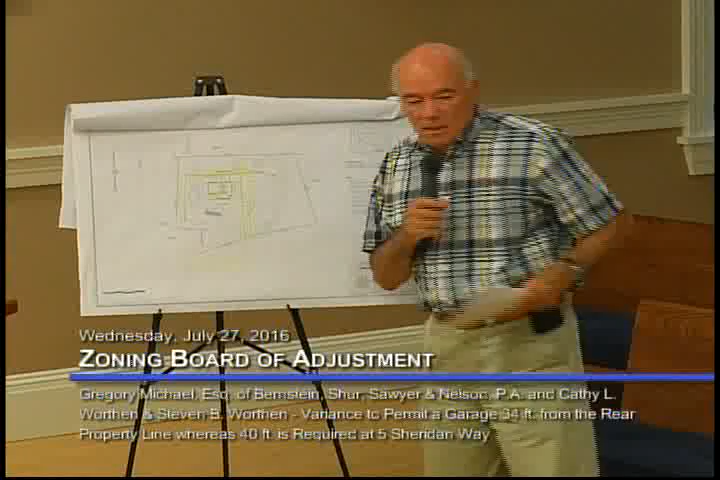 Wednesday, July 27, 2016
ZONING BOARD OF ADJUSTMENT
Gregory Michael, Esq. of Bernstein, Shur, Sawyer & Nelson, P.A. and Cathy L.
Worthen & Steven B. Worthen - Variance to Permit a Garage 34 ft. from the Rear
Property Line whereas 40 ft. is Required at 5 Sheridan Way